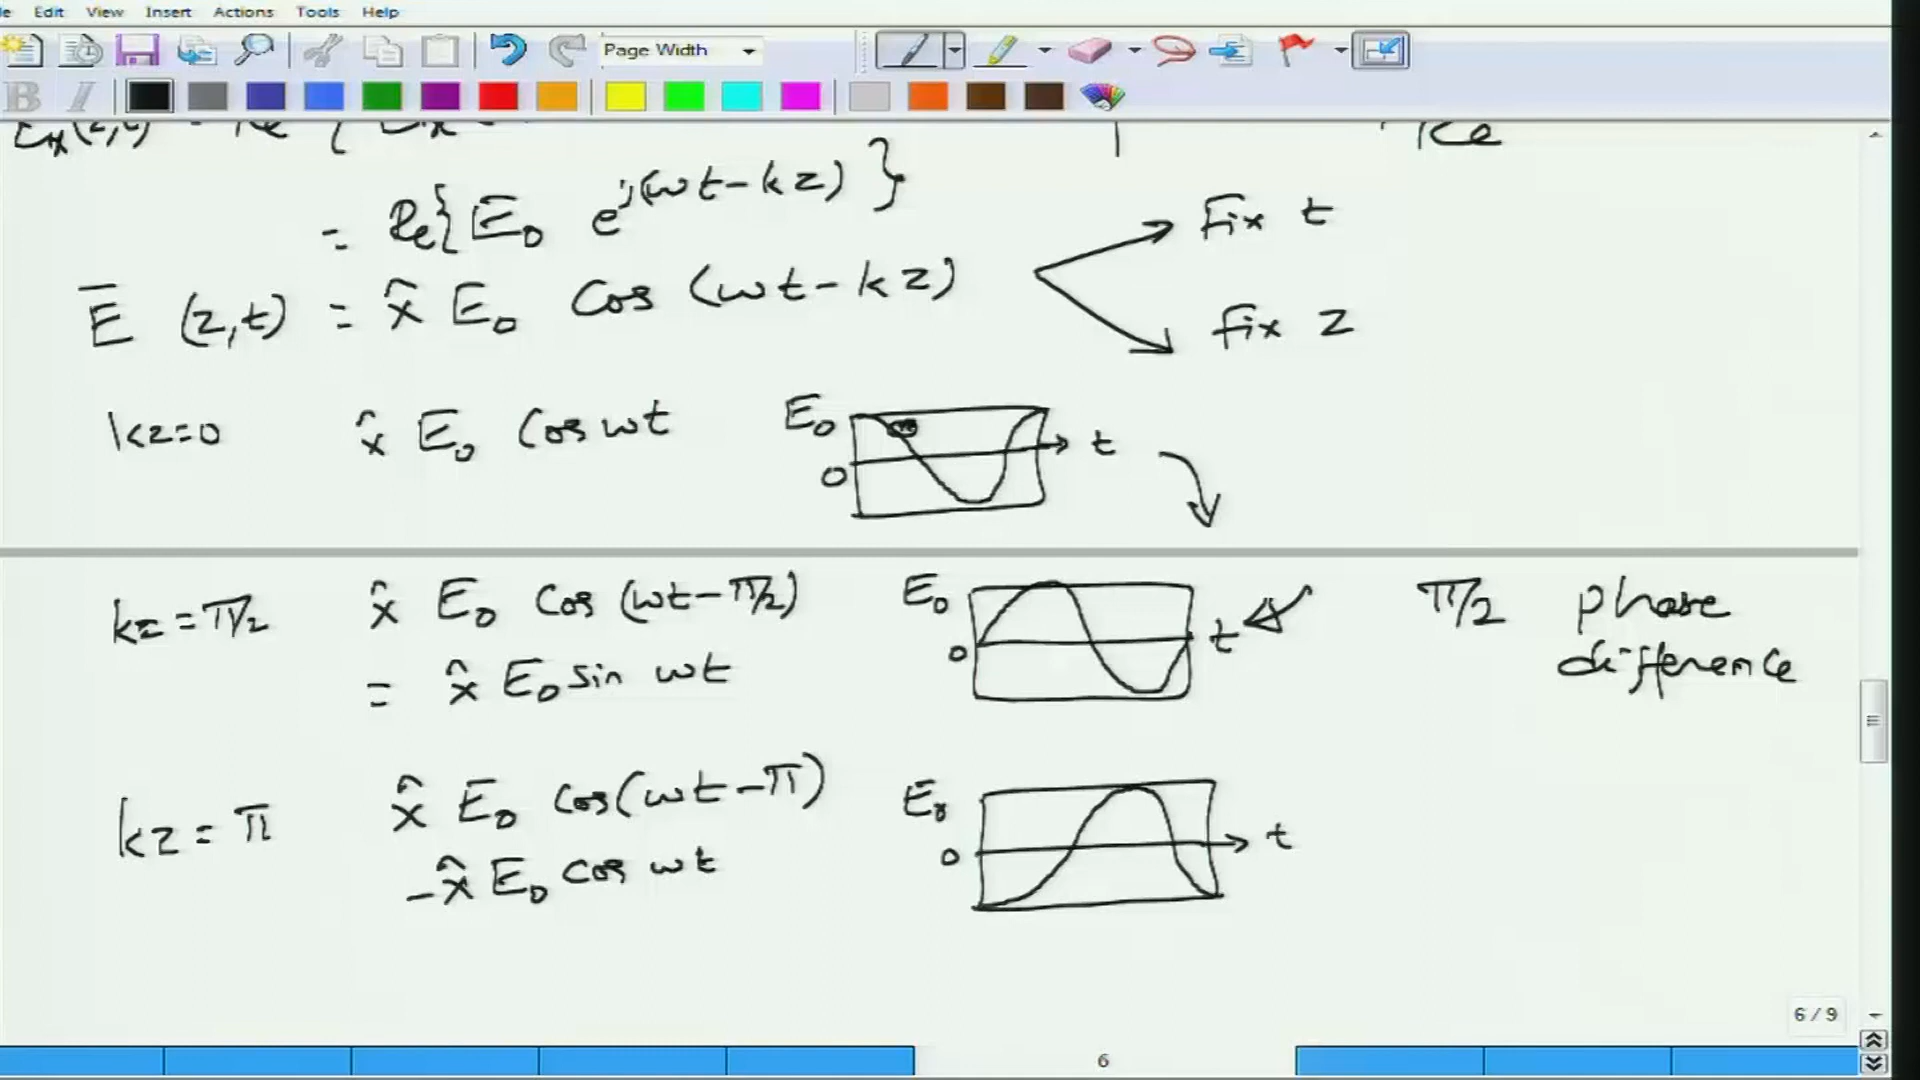 Edit View Insert Actions Tools Help
Page Width
B I
= Re{E₀ e^{j(ωt-kz)}}
Fix t
E̅ (z,t) = x̂ E₀ Cos (ωt-kz)
Fix z
kz=0 x̂ E₀ Cos ωt E₀ 0 t
kz=π/2 x̂ E₀ Cos (ωt-π/2) E₀ 0 t π/2 phase
= x̂ E₀ sin ωt difference
kz=π x̂ E₀ cos(ωt-π) E₀ 0 t
-x̂ E₀ cos ωt
6 / 9
6